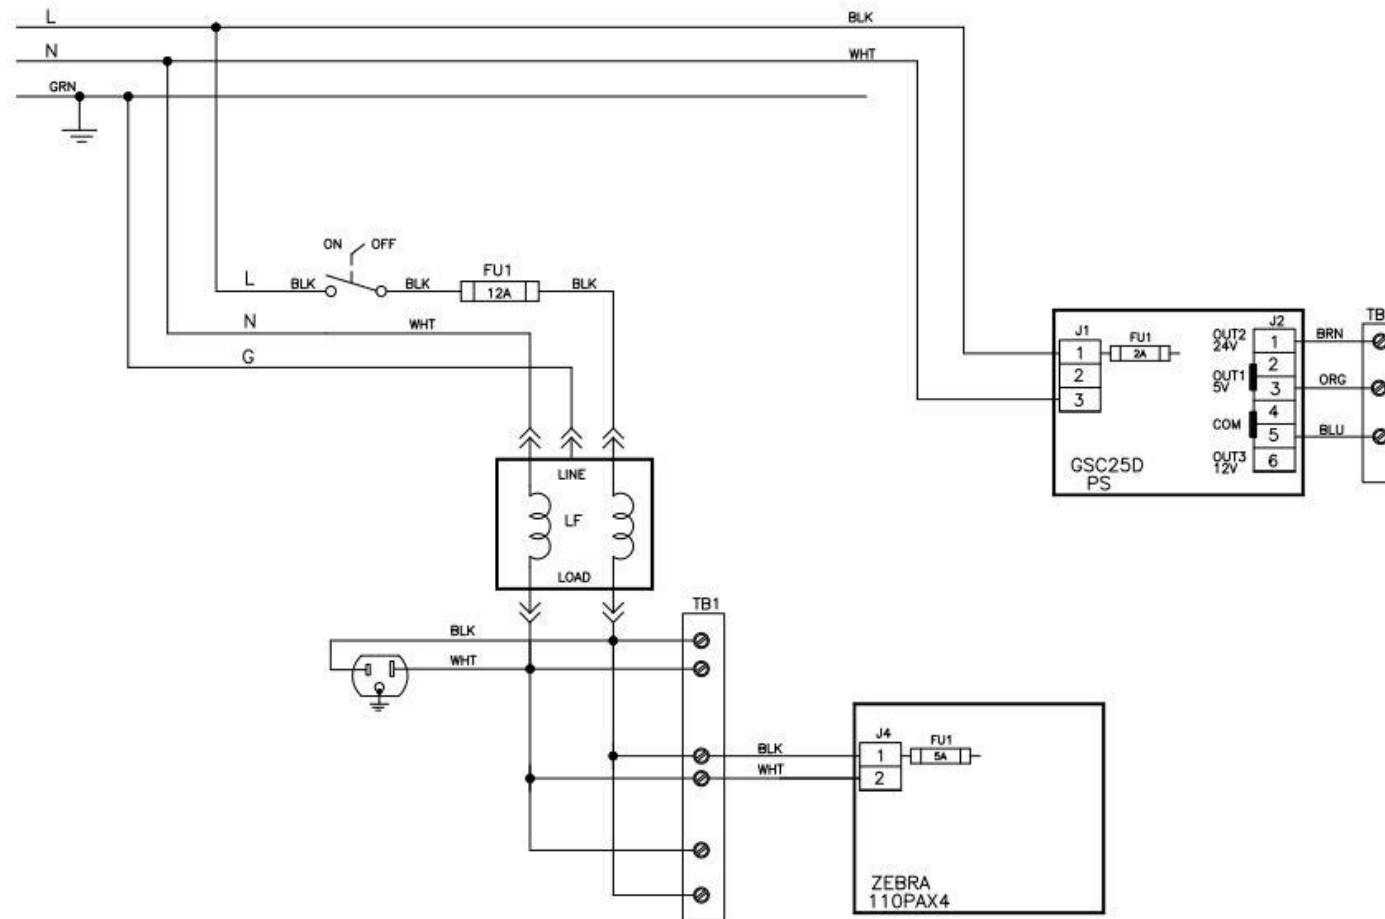 L
BLK
N
WHT
GRN
ON OFF
L BLK BLK FU1 BLK
12A
N WHT
G
LINE
LF
LOAD
J1
1
2
3
FU1
2A
OUT2
24V
OUT1
5V
COM
OUT3
12V
J2
1
2
3
4
5
6
BRN
ORG
BLU
TB
GSC25D
PS
TB1
BLK
WHT
BLK
WHT
J4
1
2
FU1
5A
ZEBRA
110PAX4